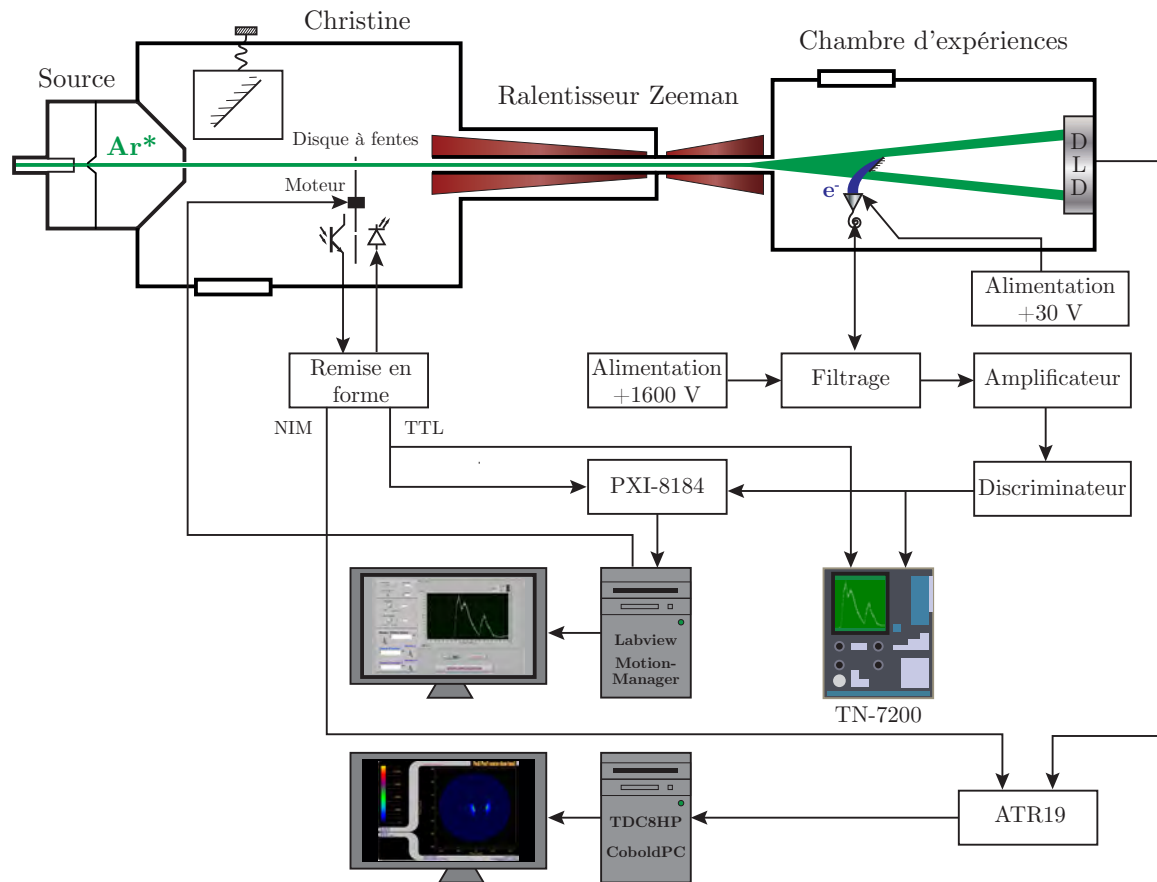 Christine
Chambre d'expériences
Source
Ralentisseur Zeeman
Ar*
Disque à fentes
Moteur
e-
D
L
D
Alimentation
+30 V
Remise en
forme
Alimentation
+1600 V
Filtrage
Amplificateur
NIM
TTL
PXI-8184
Discriminateur
Labview
Motion-
Manager
TN-7200
TDC8HP
CoboldPC
ATR19